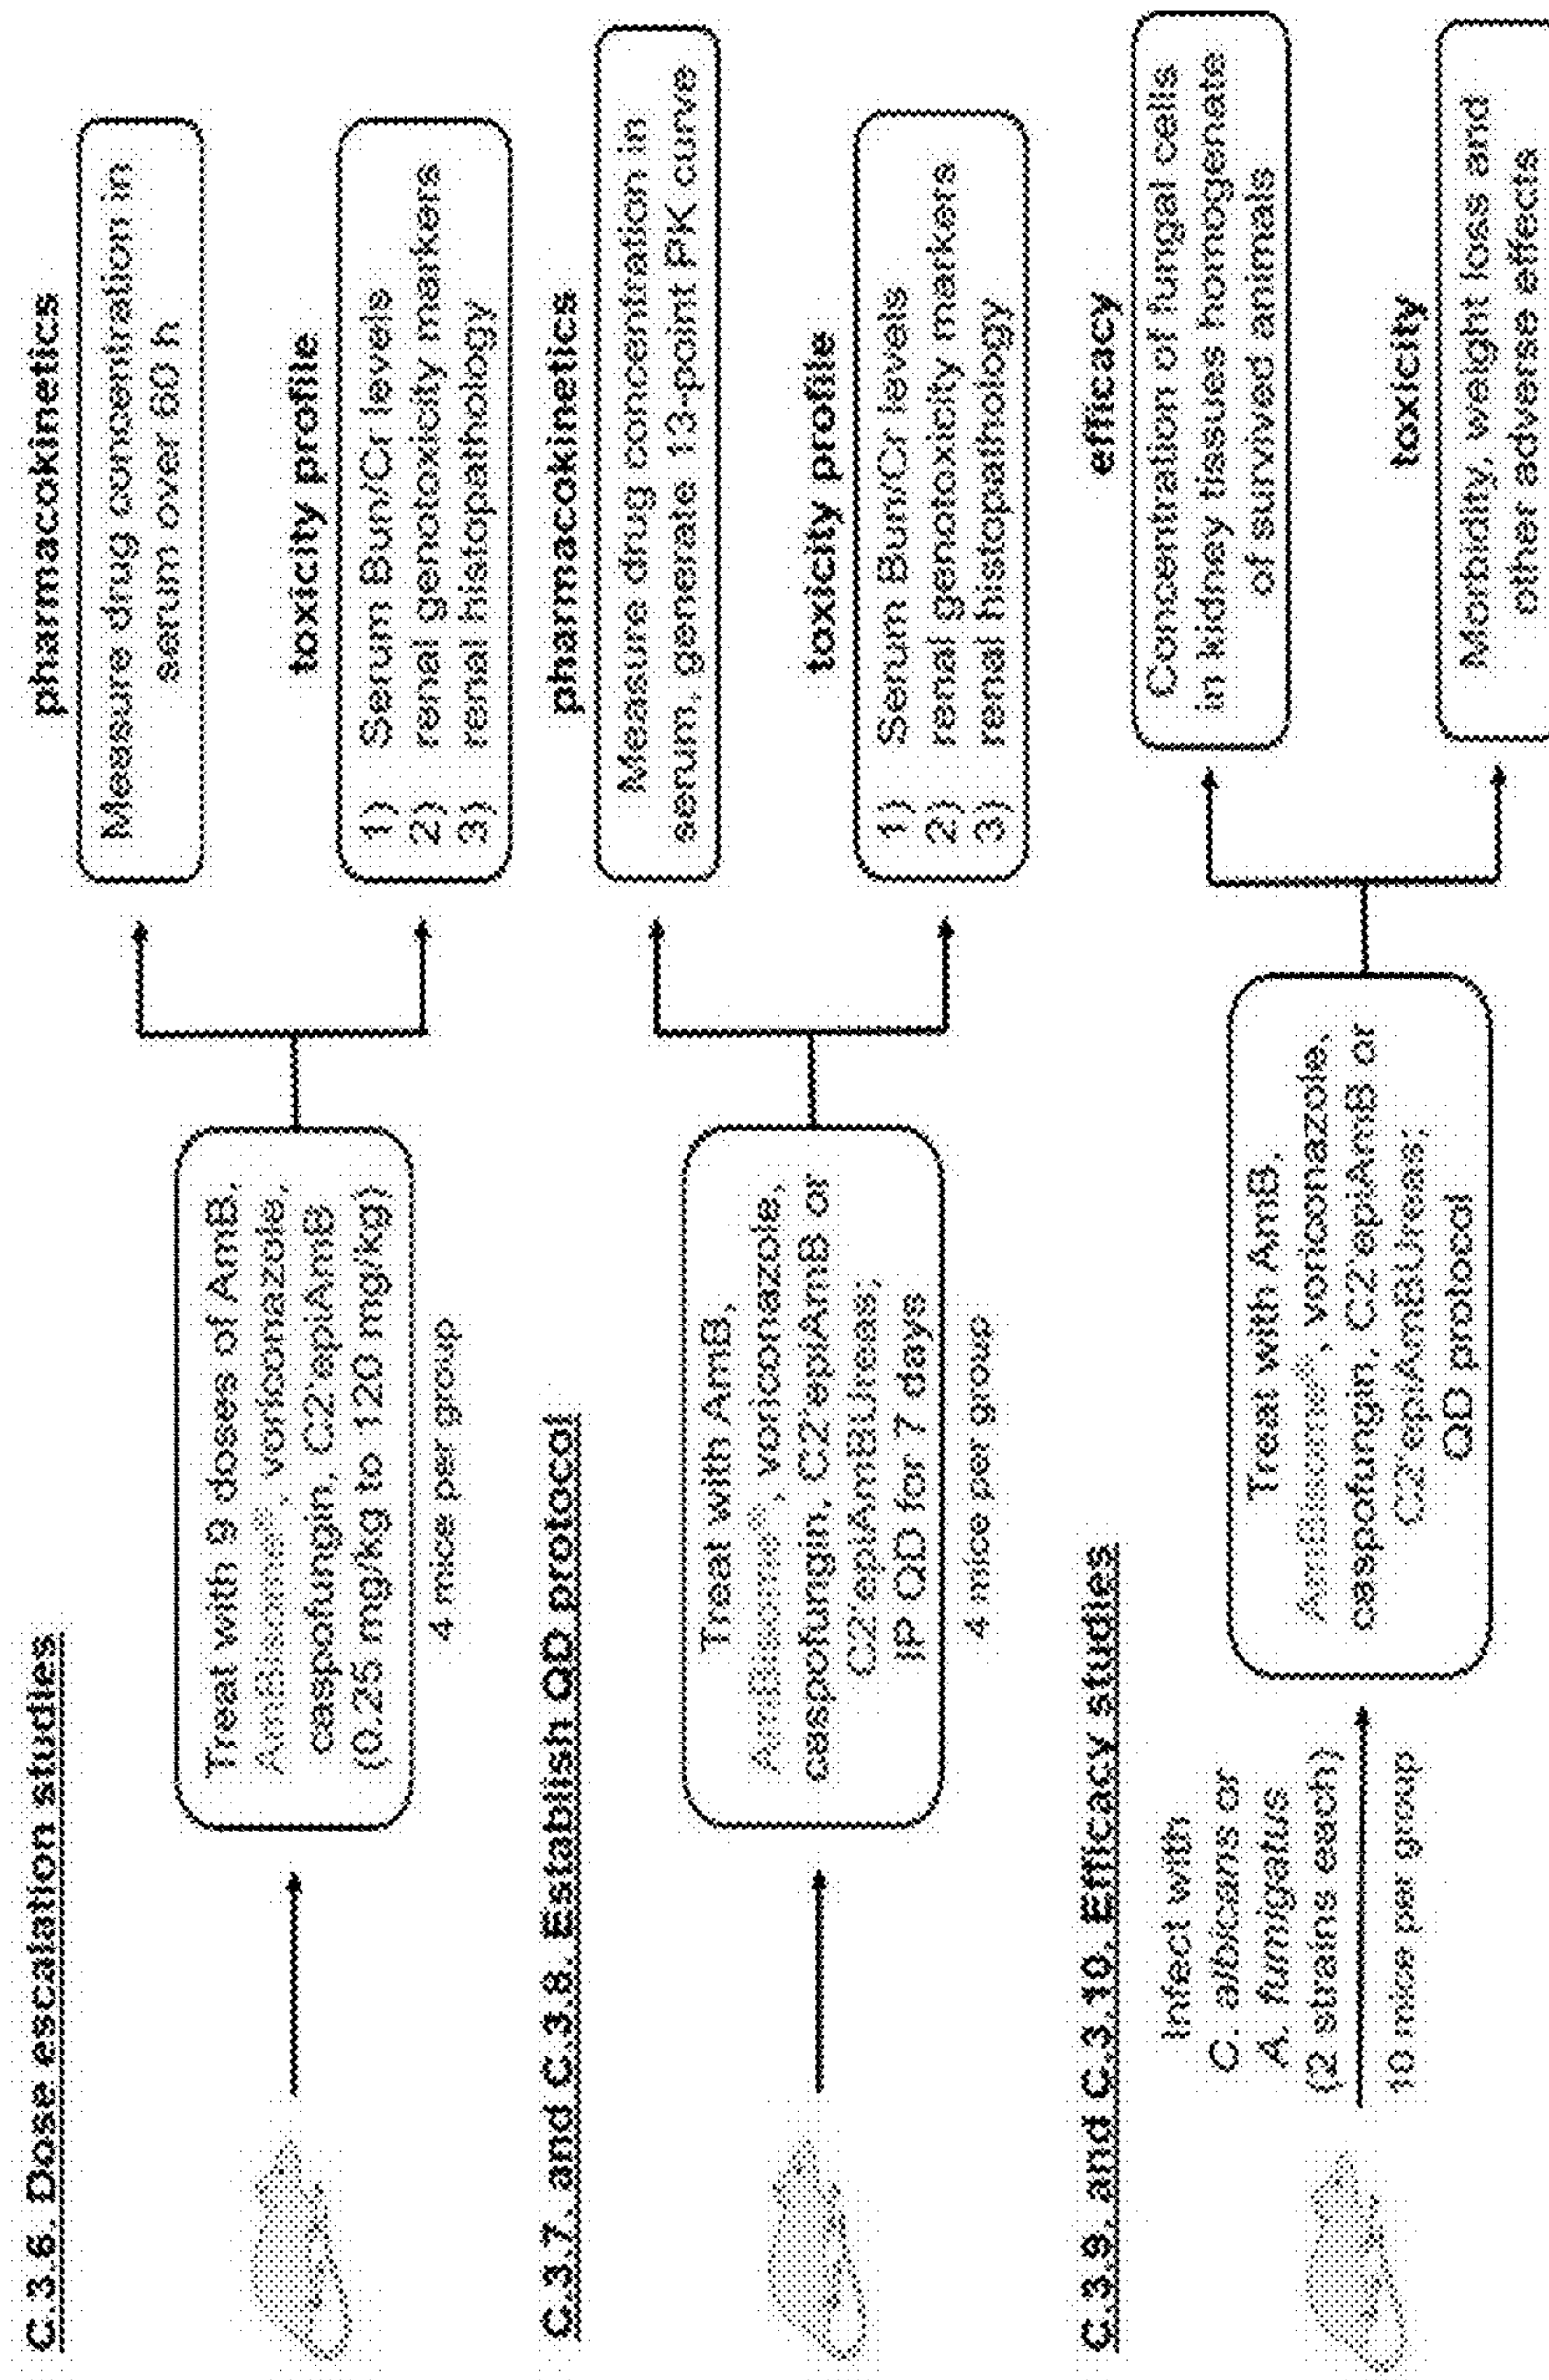 C.3.6. Dose escalation studies
Treat with 9 doses of AmB,
AmBisome®, voriconazole,
caspofungin, C2'epiAmB
(0.25 mg/kg to 120 mg/kg)
4 mice per group
pharmacokinetics
Measure drug concentration in
serum over 60 h
toxicity profile
1) Serum Bun/Cr levels
2) renal genotoxicity markers
3) renal histopathology
C.3.7. and C.3.8. Establish QD protocol
Treat with AmB,
AmBisome®, voriconazole,
caspofungin, C2'epiAmB or
C2'epiAmBUreas;
IP QD for 7 days
4 mice per group
pharmacokinetics
Measure drug concentration in
serum, generate 13-point PK curve
toxicity profile
1) Serum Bun/Cr levels
2) renal genotoxicity markers
3) renal histopathology
C.3.9. and C.3.10. Efficacy studies
Infect with
C. albicans or
A. fumigatus
(2 strains each)
10 mice per group
Treat with AmB,
AmBisome®, voriconazole,
caspofungin, C2'epiAmB or
C2'epiAmBUreas;
QD protocol
efficacy
Concentration of fungal cells
in kidney tissues homogenate
of survived animals
toxicity
Morbidity, weight loss and
other adverse effects